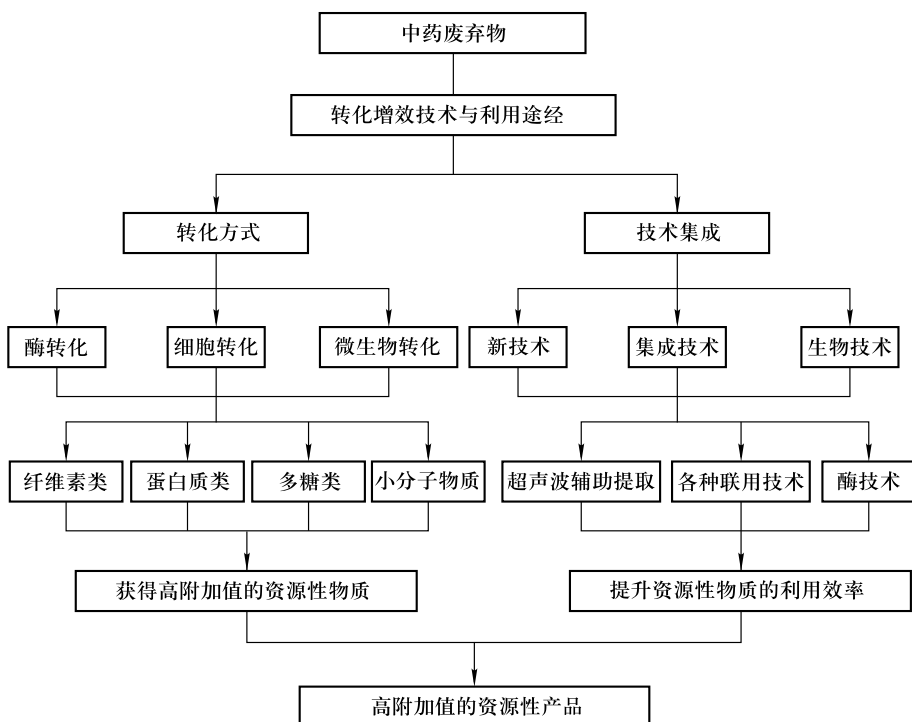 中药废弃物
转化增效技术与利用途经
转化方式
技术集成
酶转化
细胞转化
微生物转化
新技术
集成技术
生物技术
纤维素类
蛋白质类
多糖类
小分子物质
超声波辅助提取
各种联用技术
酶技术
获得高附加值的资源性物质
提升资源性物质的利用效率
高附加值的资源性产品